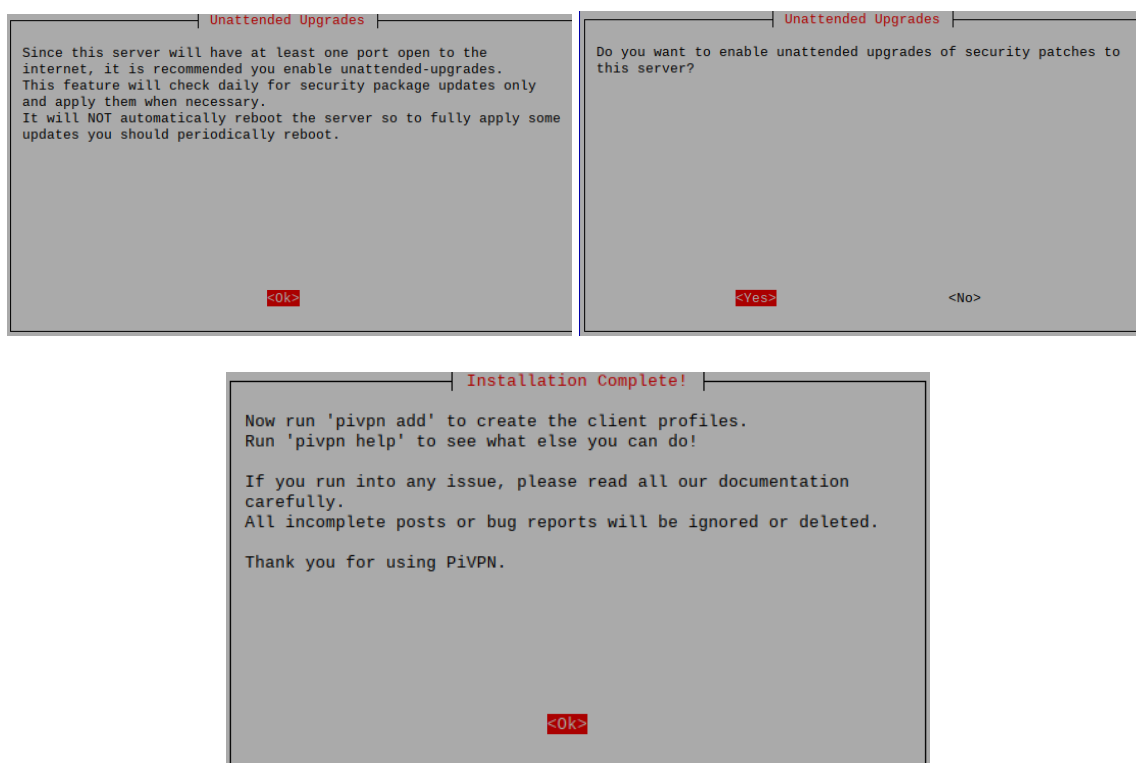 Unattended Upgrades
Since this server will have at least one port open to the
internet, it is recommended you enable unattended-upgrades.
This feature will check daily for security package updates only
and apply them when necessary.
It will NOT automatically reboot the server so to fully apply some
updates you should periodically reboot.
<Ok>
Unattended Upgrades
Do you want to enable unattended upgrades of security patches to
this server?
<Yes> <No>
Installation Complete!
Now run 'pivpn add' to create the client profiles.
Run 'pivpn help' to see what else you can do!
If you run into any issue, please read all our documentation
carefully.
All incomplete posts or bug reports will be ignored or deleted.
Thank you for using PiVPN.
<Ok>